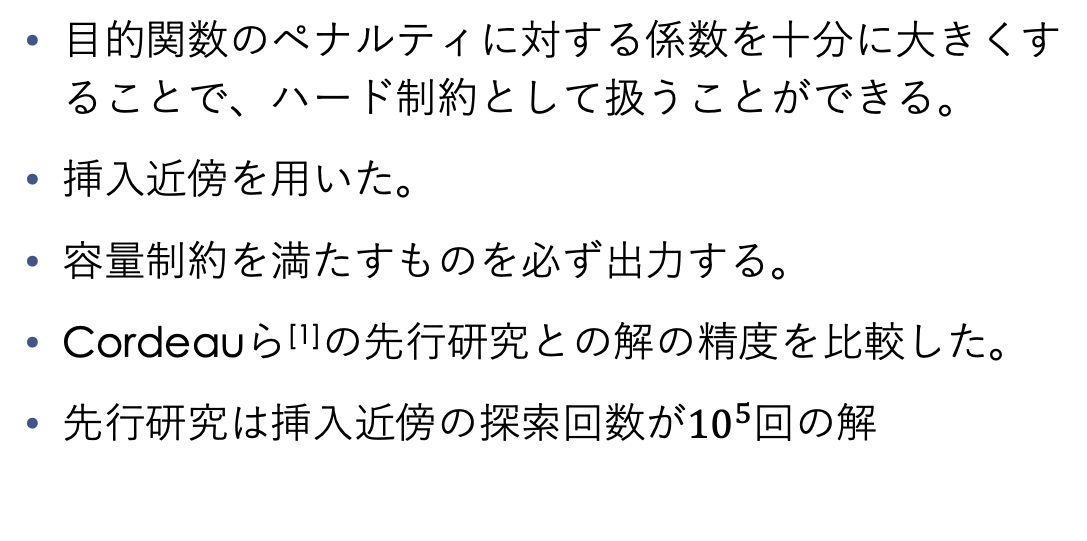 • 目的関数のペナルティに対する係数を十分に大きくす
ることで、ハード制約として扱うことができる。
• 挿入近傍を用いた。
• 容量制約を満たすものを必ず出力する。
• Cordeauら[1]の先行研究との解の精度を比較した。
• 先行研究は挿入近傍の探索回数が10⁵回の解